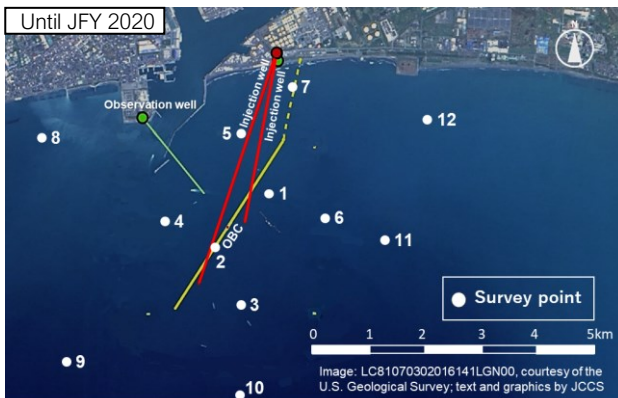 Until JFY 2020
N
Observation well
Injection well
Injection well
7
8
5
12
1
4
6
11
OBC
2
3
Survey point
0 1 2 3 4 5km
9
10
Image: LC81070302016141LGN00, courtesy of the
U.S. Geological Survey; text and graphics by JCCS